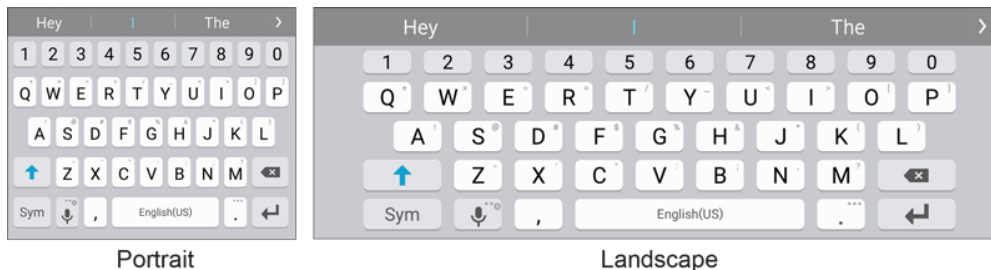 Hey I The >
1 2 3 4 5 6 7 8 9 0
Q W E R T Y U I O P
A S D F G H J K L
Z X C V B N M
Sym , English(US) .
Portrait
Hey I The >
1 2 3 4 5 6 7 8 9 0
Q W E R T Y U I O P
A S D F G H J K L
Z X C V B N M
Sym , English(US) .
Landscape